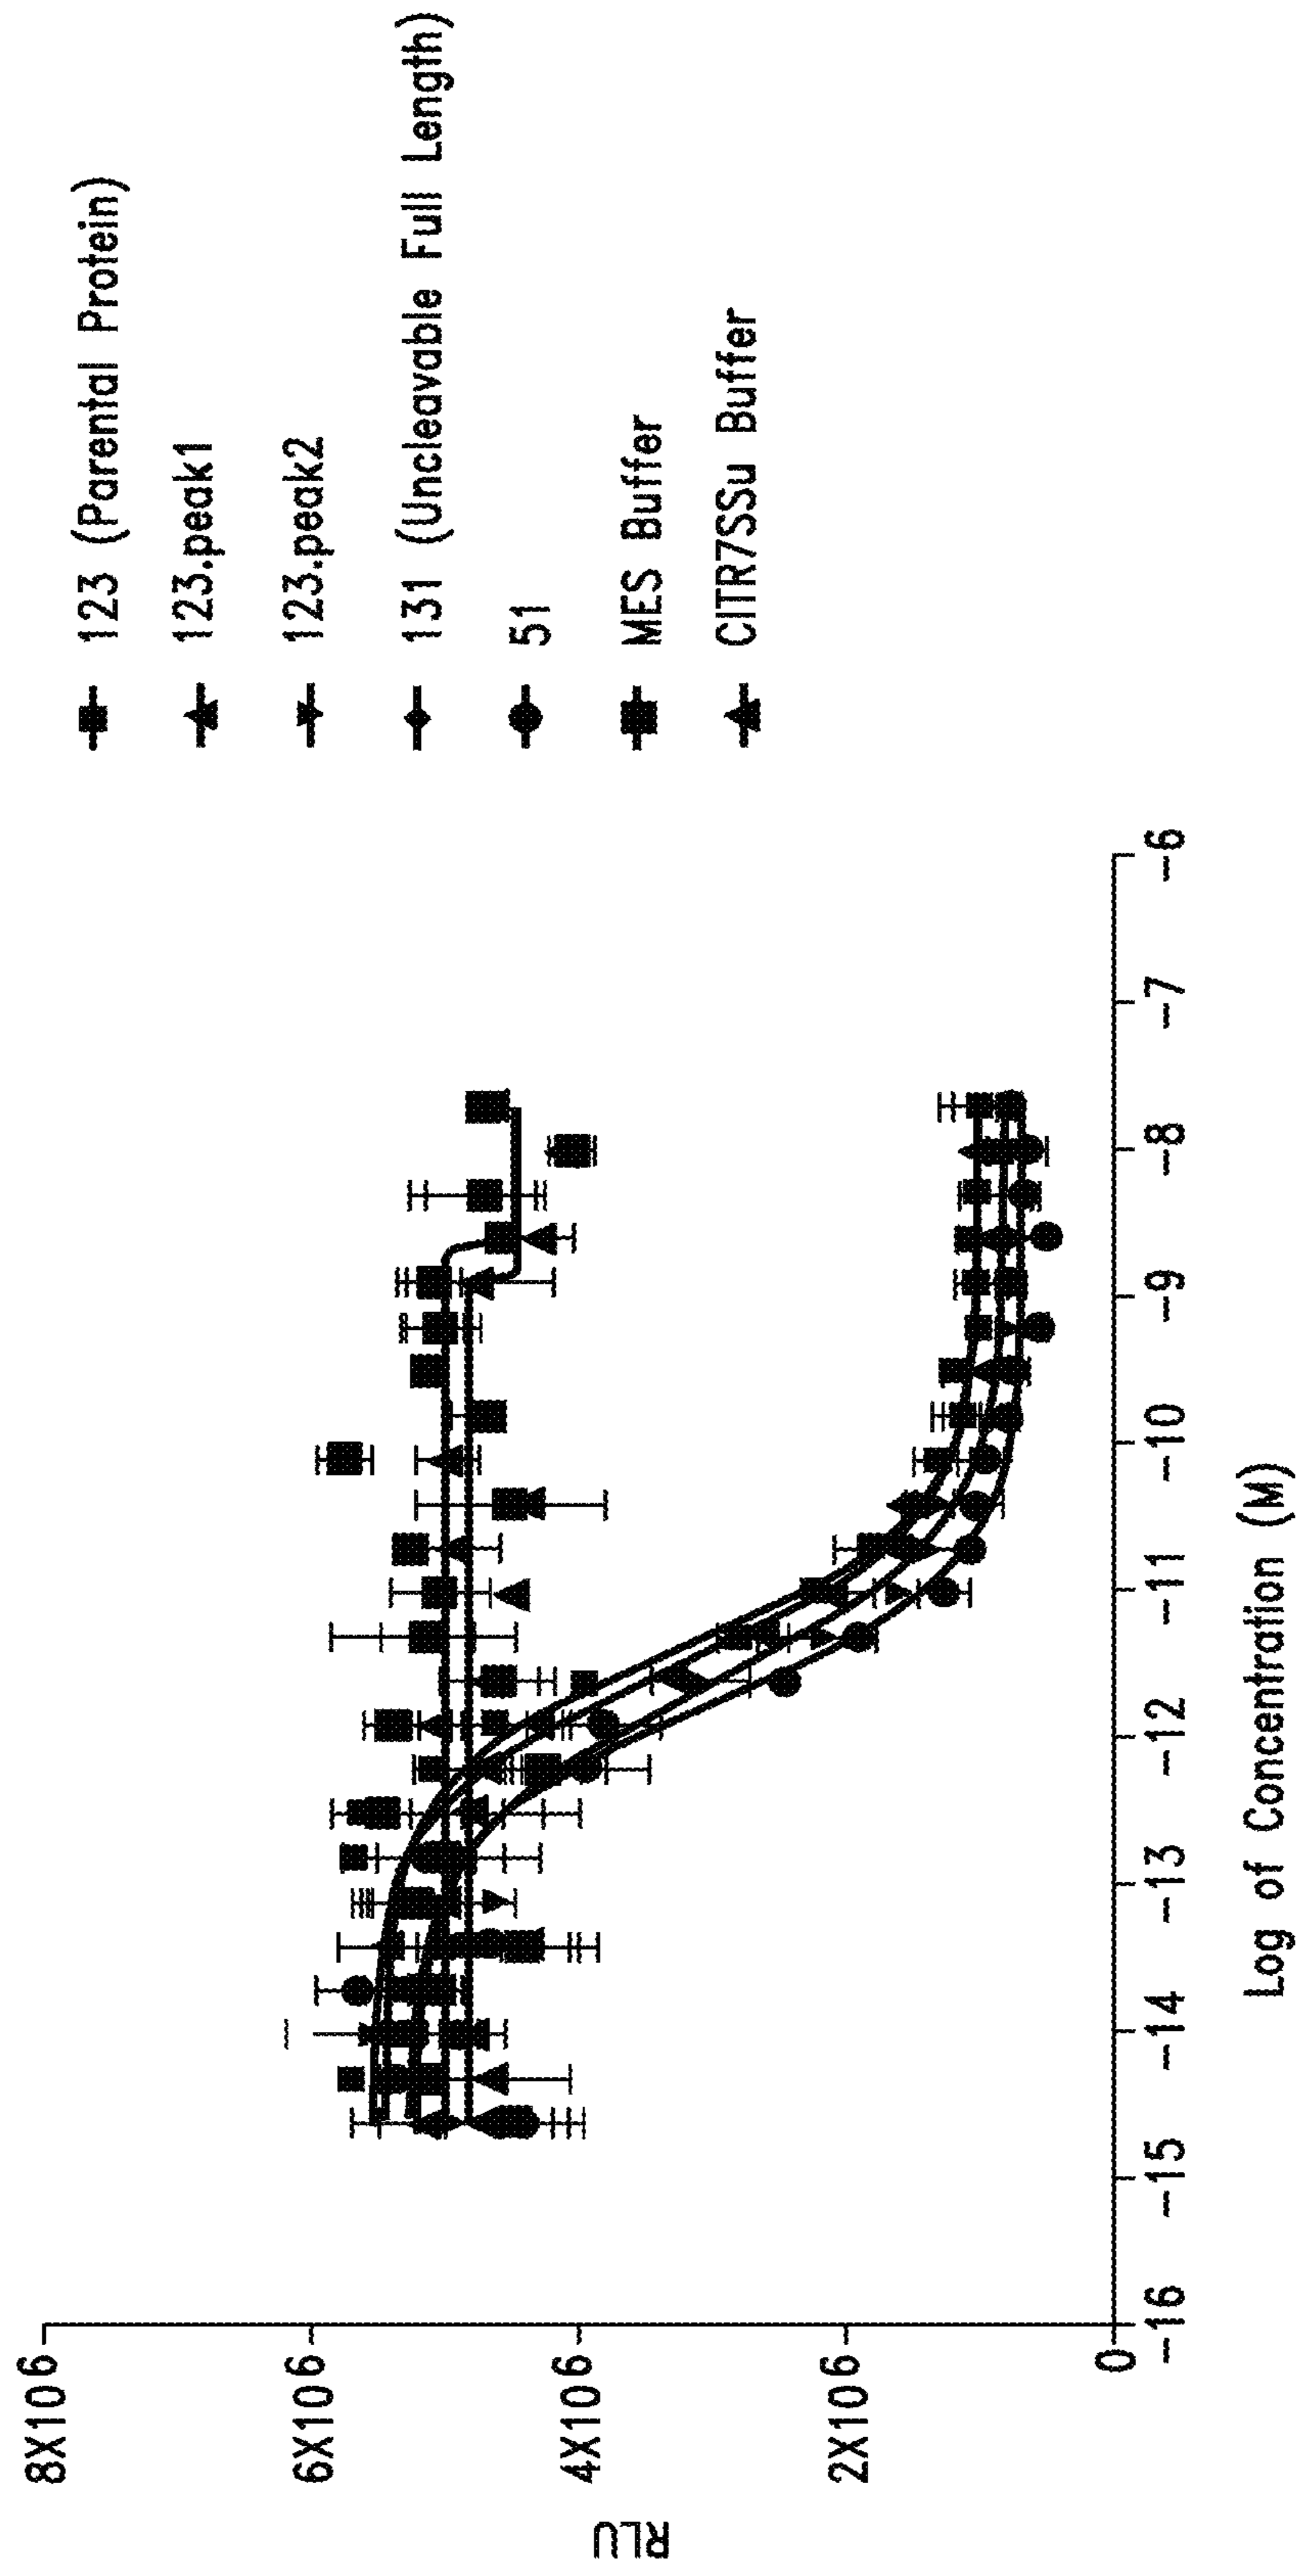 8X106
6X106
4X106
2X106
0
RLU
-16
-15
-14
-13
-12
-11
-10
-9
-8
-7
-6
Log of Concentration (M)
123 (Parental Protein)
123.peak1
123.peak2
131 (Uncleavable Full Length)
51
MES Buffer
CITR7SSu Buffer